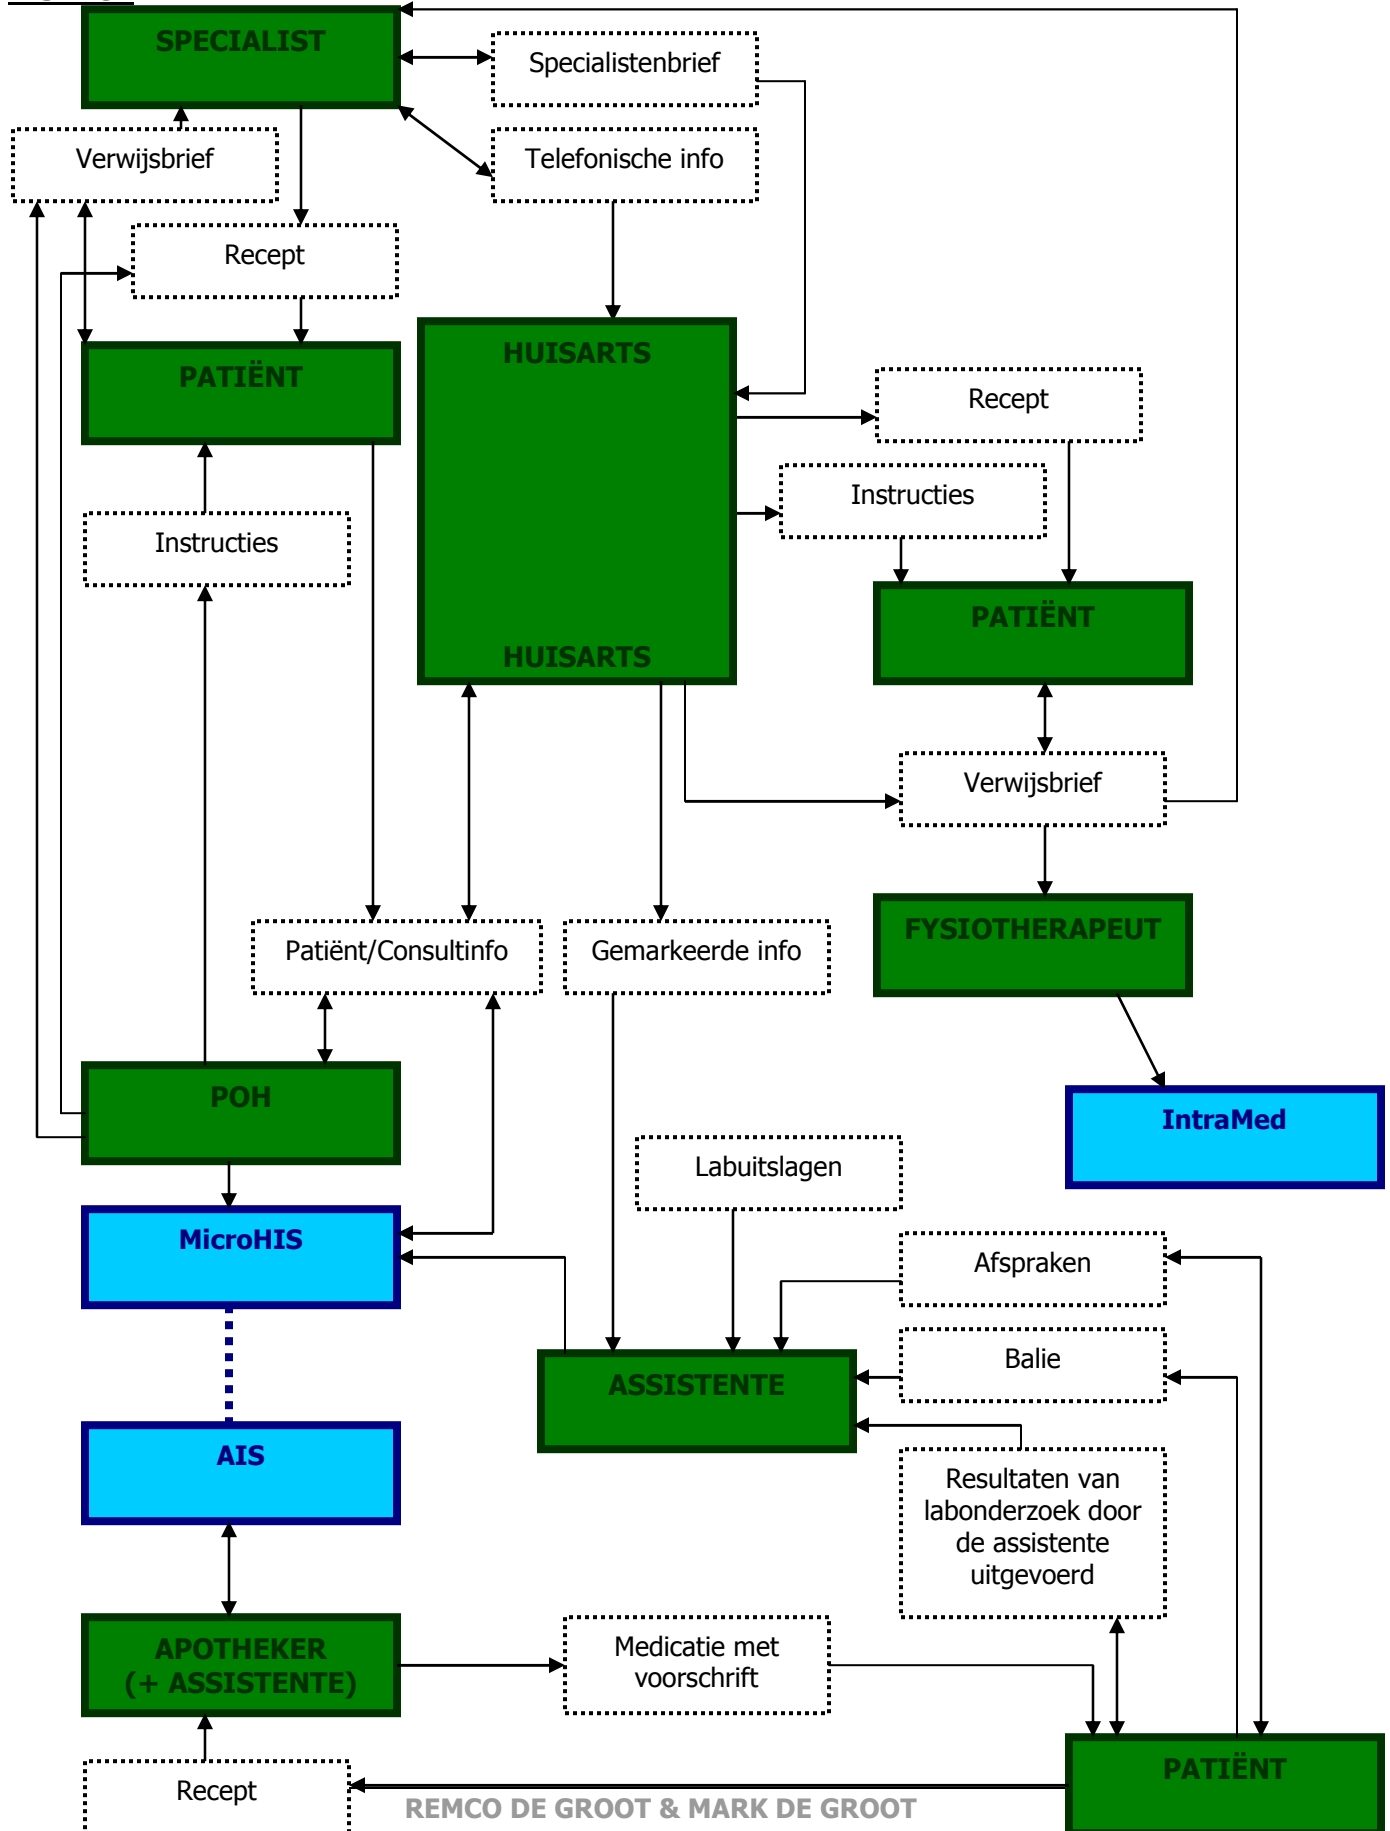 SPECIALIST
Specialistenbrief
Verwijsbrief
Telefonische info
Recept
HUISARTS
PATIËNT
Recept
Instructies
Instructies
PATIËNT
HUISARTS
Verwijsbrief
FYSIOTHERAPEUT
Patiënt/Consultinfo
Gemarkeerde info
POH
IntraMed
Labuitslagen
MicroHIS
Afspraken
Balie
ASSISTENTE
AIS
Resultaten van
labonderzoek door
de assistente
uitgevoerd
APOTHEKER
(+ ASSISTENTE)
Medicatie met
voorschrift
PATIËNT
Recept
REMCO DE GROOT & MARK DE GROOT